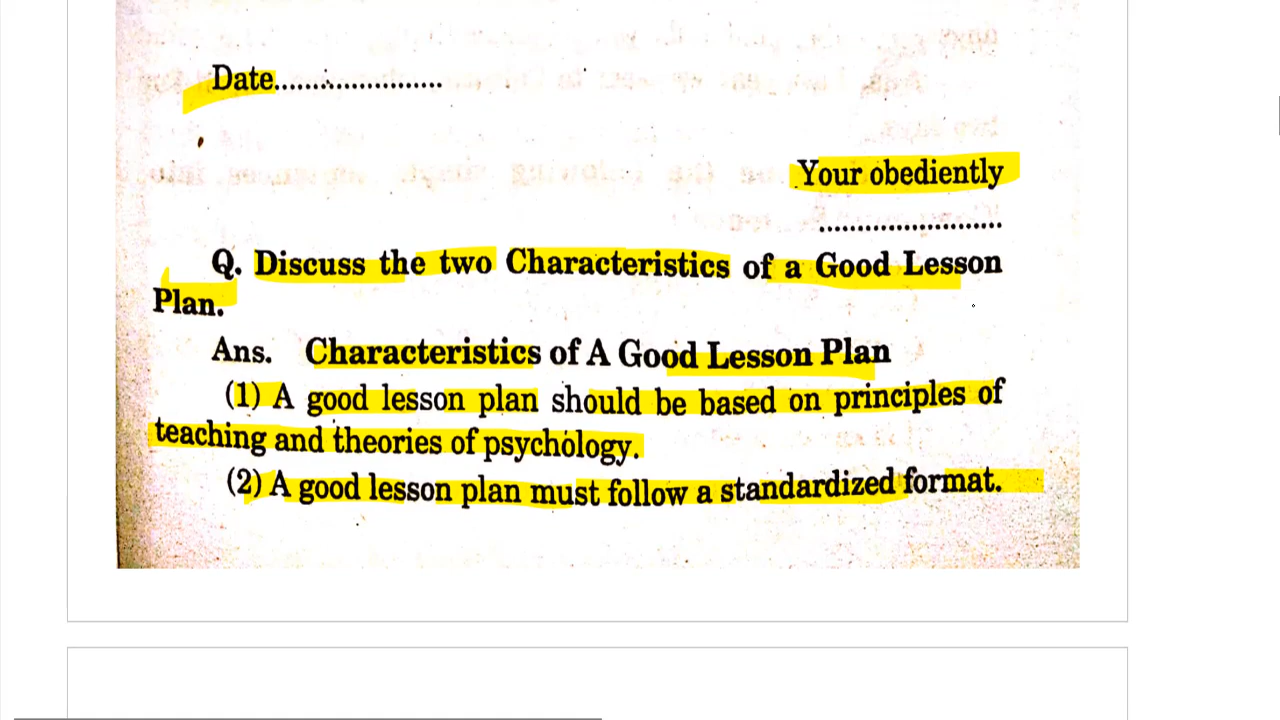 Date..........................
Your obediently
..........................
Q. Discuss the two Characteristics of a Good Lesson
Plan.
Ans. Characteristics of A Good Lesson Plan
(1) A good lesson plan should be based on principles of
teaching and theories of psychology.
(2) A good lesson plan must follow a standardized format.